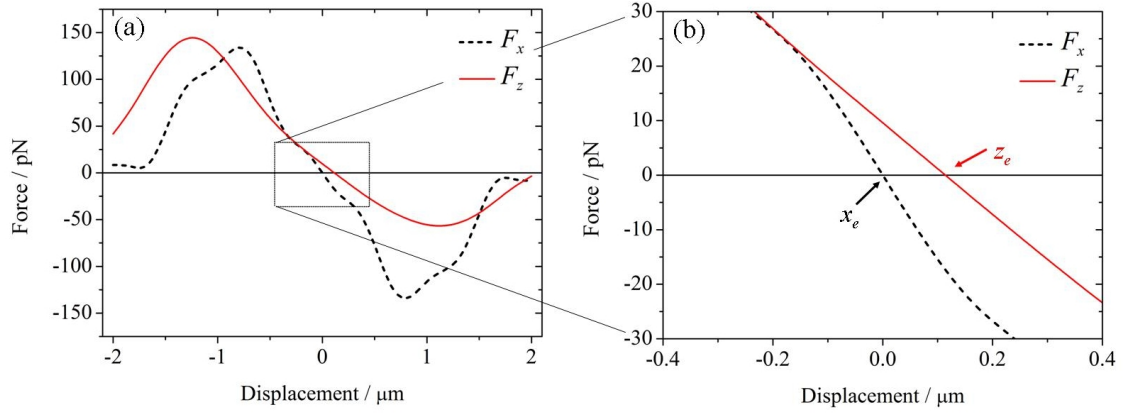 (a)
F_x
F_z
150
100
50
0
-50
-100
-150
-2
-1
0
1
2
Force / pN
Displacement / μm
(b)
F_x
F_z
z_e
x_e
30
20
10
0
-10
-20
-30
-0.4
-0.2
0.0
0.2
0.4
Force / pN
Displacement / μm